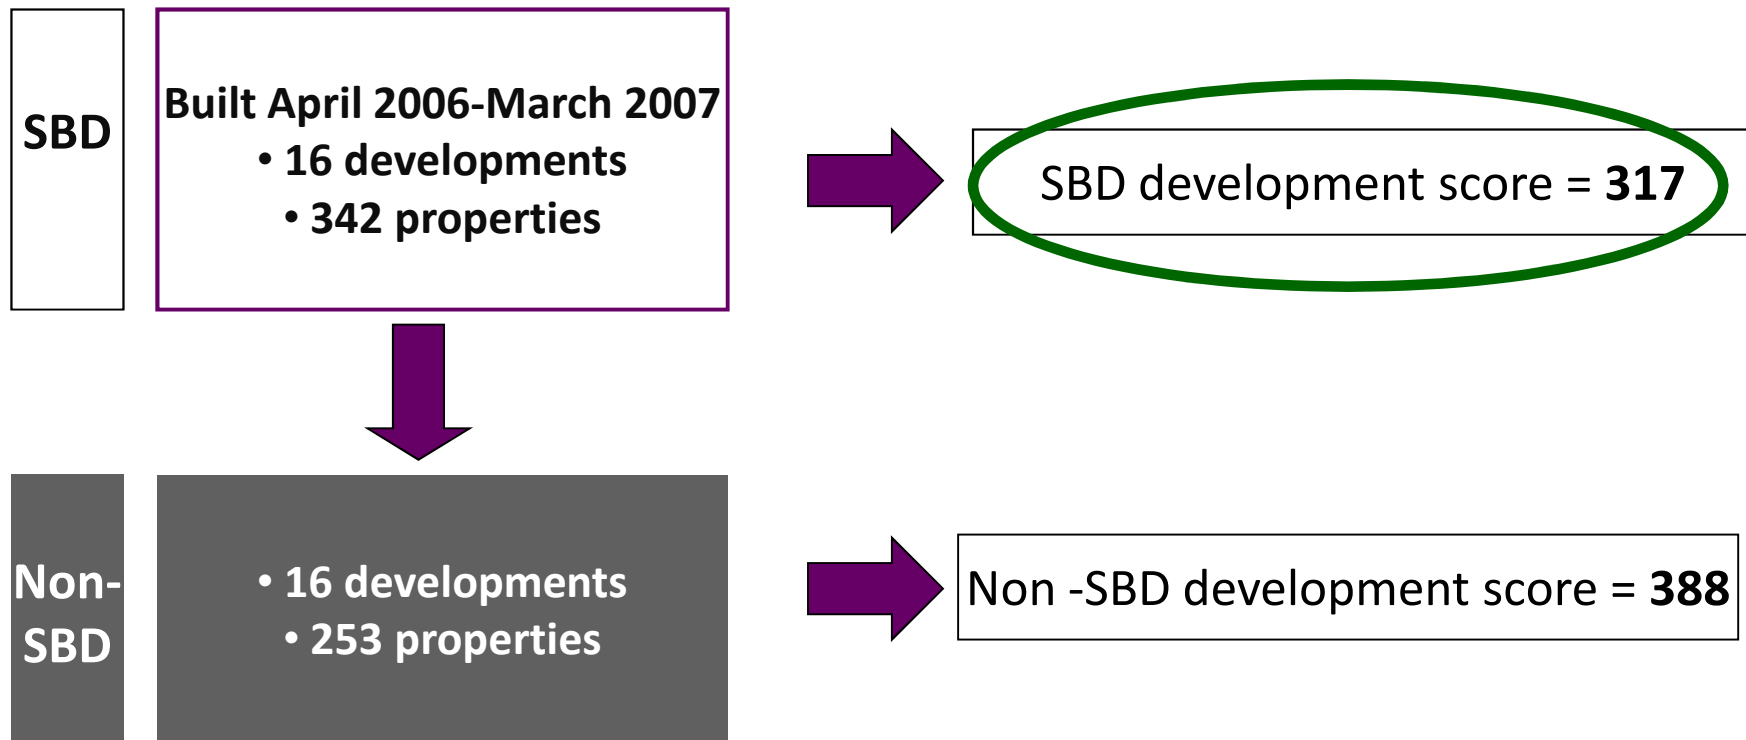 SBD
Built April 2006-March 2007
• 16 developments
• 342 properties
SBD development score = 317
Non-
SBD
• 16 developments
• 253 properties
Non -SBD development score = 388